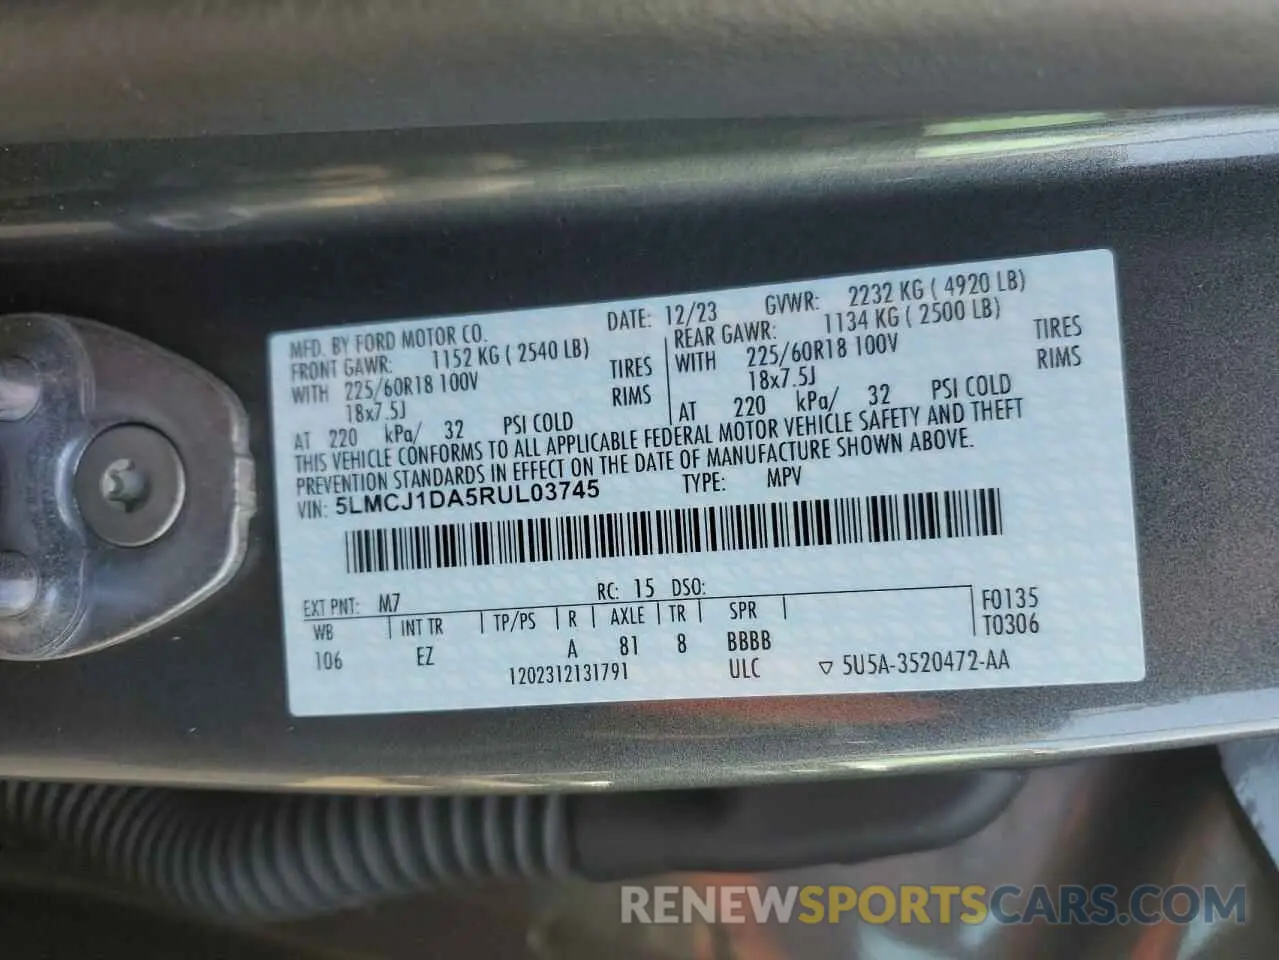 MFD. BY FORD MOTOR CO. DATE: 12/23 GVWR: 2232 KG ( 4920 LB)
FRONT GAWR: 1152 KG ( 2540 LB) REAR GAWR: 1134 KG ( 2500 LB)
WITH 225/60R18 100V TIRES WITH 225/60R18 100V TIRES
18x7.5J RIMS 18x7.5J RIMS
AT 220 kPa/ 32 PSI COLD AT 220 kPa/ 32 PSI COLD
THIS VEHICLE CONFORMS TO ALL APPLICABLE FEDERAL MOTOR VEHICLE SAFETY AND THEFT
PREVENTION STANDARDS IN EFFECT ON THE DATE OF MANUFACTURE SHOWN ABOVE.
VIN: 5LMCJ1DA5RUL03745 TYPE: MPV
EXT PNT: M7 RC: 15 DSO:
WB INT TR TP/PS R AXLE TR SPR F0135
106 EZ A 81 8 BBBB T0306
1202312131791 ULC 5U5A-3520472-AA
RENEWSPORTSCARS.COM